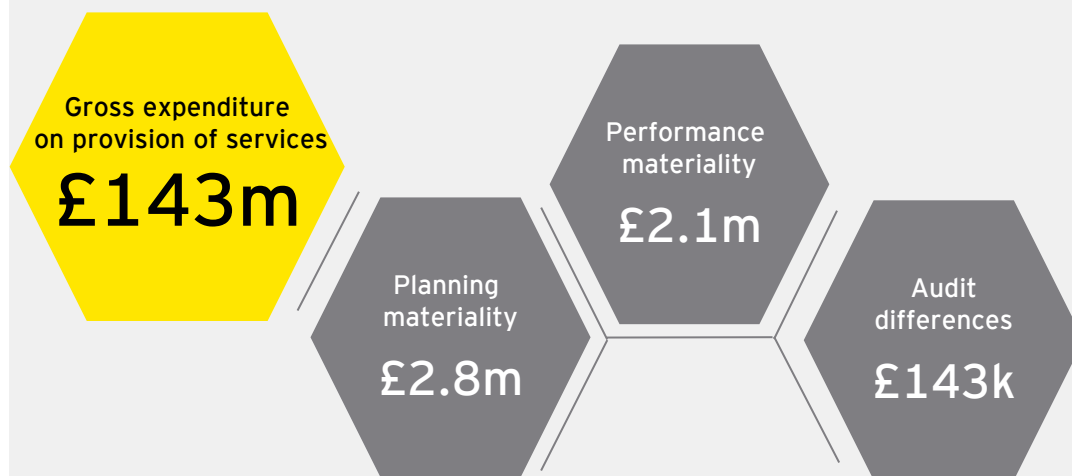 Gross expenditure
on provision of services
£143m
Planning
materiality
£2.8m
Performance
materiality
£2.1m
Audit
differences
£143k